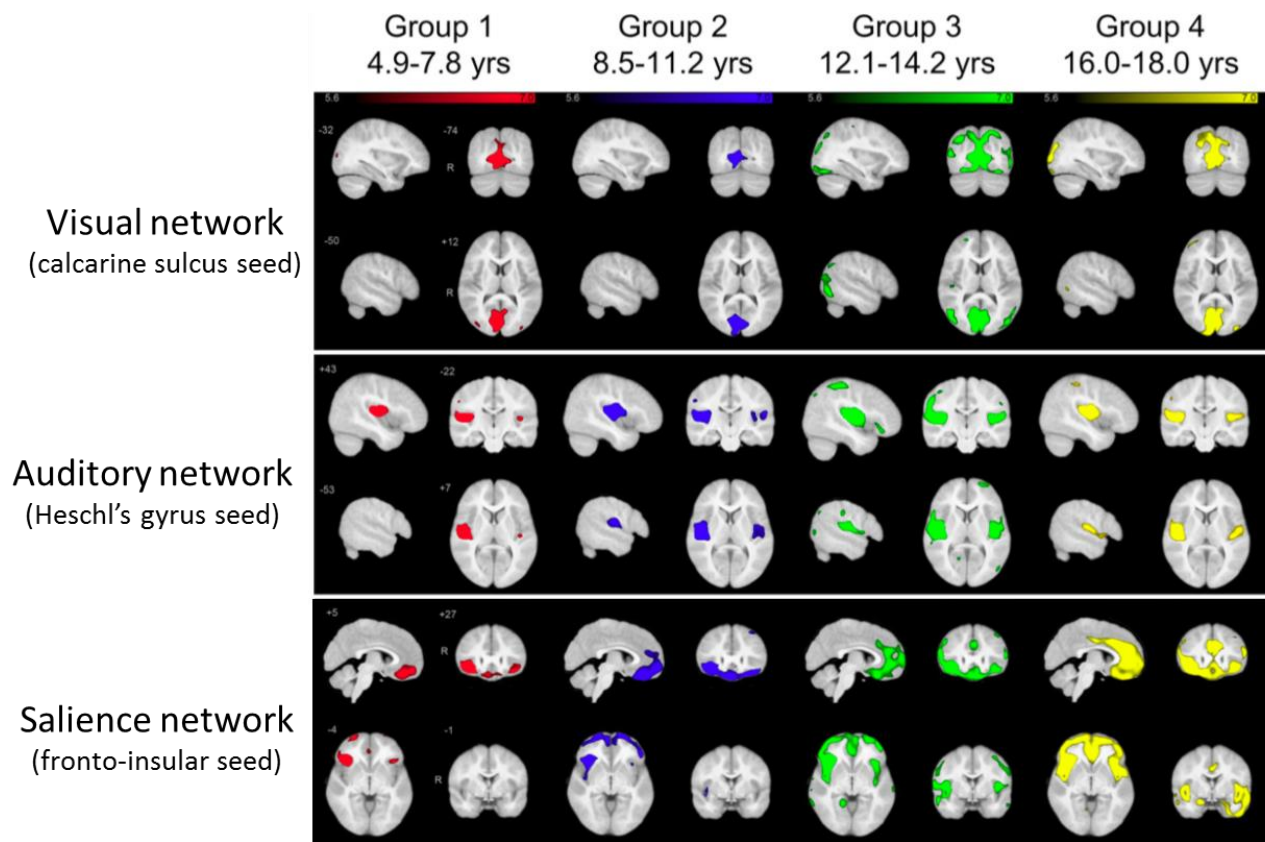 Group 1
4.9-7.8 yrs
Group 2
8.5-11.2 yrs
Group 3
12.1-14.2 yrs
Group 4
16.0-18.0 yrs
5.6 7.0
5.6 7.0
5.6 7.0
5.6 7.0
Visual network
(calcarine sulcus seed)
-32
-74
R
-50
+12
R
Auditory network
(Heschl's gyrus seed)
+43
-22
-53
+7
Salience network
(fronto-insular seed)
+5
+27
R
-4
-1
R